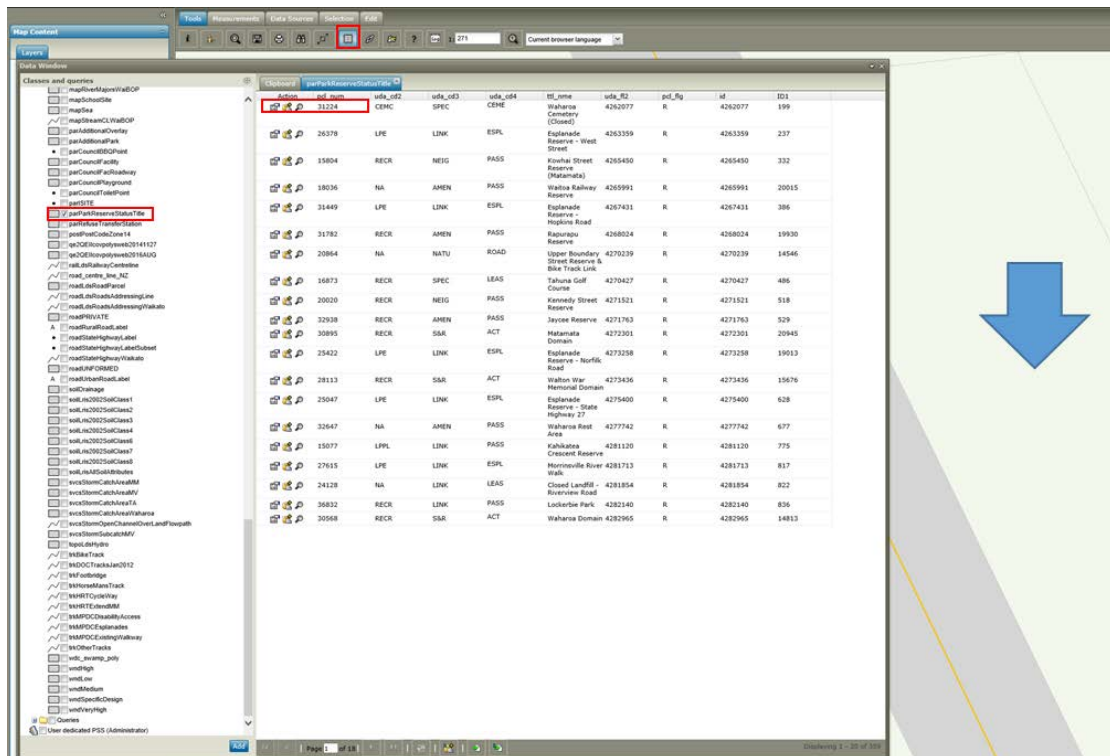 Tools Measurements Data Sources Selection Edit
Map Content
1: 271 Current browser language
Layers
Data Window
Classes and queries
Clipboard parParkReserveStatusTitle
mapRiverMajorsWaiBOP
mapSchoolSite
mapSea
mapStreamCLWaiBOP
parAdditionalOverlay
parAdditionalPark
parCouncilBBQPoint
parCouncilFacility
parCouncilFacRoadway
parCouncilPlayground
parCouncilToiletPoint
parISITE
parParkReserveStatusTitle
parRefuseTransferStation
postPostCodeZone14
qe2QEIIcovpolysweb20141127
qe2QEIIcovpolysweb2016AUG
railLdsRailwayCentreline
road_centre_line_NZ
roadLdsRoadParcel
roadLdsRoadsAddressingLine
roadLdsRoadsAddressingWaikato
roadPRIVATE
A roadRuralRoadLabel
roadStateHighwayLabel
roadStateHighwayLabelSubset
roadStateHighwayWaikato
roadUNFORMED
A roadUrbanRoadLabel
soilDrainage
soilLris2002SoilClass1
soilLris2002SoilClass2
soilLris2002SoilClass3
soilLris2002SoilClass4
soilLris2002SoilClass6
soilLris2002SoilClass7
soilLris2002SoilClass8
soilLrisAllSoilAttributes
svcsStormCatchAreaMM
svcsStormCatchAreaMV
svcsStormCatchAreaTA
svcsStormCatchAreaWaharoa
svcsStormOpenChannelOverLandFlowpath
svcsStormSubcatchMV
topoLdsHydro
trkBikeTrack
trkDOCTracksJan2012
trkFootbridge
trkHorseMansTrack
trkHRTCycleWay
trkHRTExtendMM
trkMPDCDisabilityAccess
trkMPDCEsplanades
trkMPDCExistingWalkway
trkOtherTracks
wdc_swamp_poly
wndHigh
wndLow
wndMedium
wndSpecificDesign
wndVeryHigh
Queries
User dedicated PSS (Administrator)
Add
Action pcl_num uda_cd2 uda_cd3 uda_cd4 ttl_nme uda_fl2 pcl_flg id ID1
31224 CEMC SPEC CEME Waharoa 4262077 R 4262077 199
Cemetery
(Closed)
26378 LPE LINK ESPL Esplanade 4263359 R 4263359 237
Reserve - West
Street
15804 RECR NEIG PASS Kowhai Street 4265450 R 4265450 332
Reserve
(Matamata)
18036 NA AMEN PASS Waitoa Railway 4265991 R 4265991 20015
Reserve
31449 LPE LINK ESPL Esplanade 4267431 R 4267431 386
Reserve -
Hopkins Road
31782 RECR AMEN PASS Rapurapu 4268024 R 4268024 19930
Reserve
20864 NA NATU ROAD Upper Boundary 4270239 R 4270239 14546
Street Reserve &
Bike Track Link
16873 RECR SPEC LEAS Tahuna Golf 4270427 R 4270427 486
Course
20020 RECR NEIG PASS Kennedy Street 4271521 R 4271521 518
Reserve
32938 RECR AMEN PASS Jaycee Reserve 4271763 R 4271763 529
30895 RECR S&R ACT Matamata 4272301 R 4272301 20945
Domain
25422 LPE LINK ESPL Esplanade 4273258 R 4273258 19013
Reserve - Norfilk
Road
28113 RECR S&R ACT Walton War 4273436 R 4273436 15676
Memorial Domain
25047 LPE LINK ESPL Esplanade 4275400 R 4275400 628
Reserve - State
Highway 27
32647 NA AMEN PASS Waharoa Rest 4277742 R 4277742 677
Area
15077 LPPL LINK PASS Kahikatea 4281120 R 4281120 775
Crescent Reserve
27615 LPE LINK ESPL Morrinsville River 4281713 R 4281713 817
Walk
24128 NA LINK LEAS Closed Landfill - 4281854 R 4281854 822
Riverview Road
36832 RECR LINK PASS Lockerbie Park 4282140 R 4282140 836
30568 RECR S&R ACT Waharoa Domain 4282965 R 4282965 14813
Page 1 of 18
Displaying 1 - 20 of 359